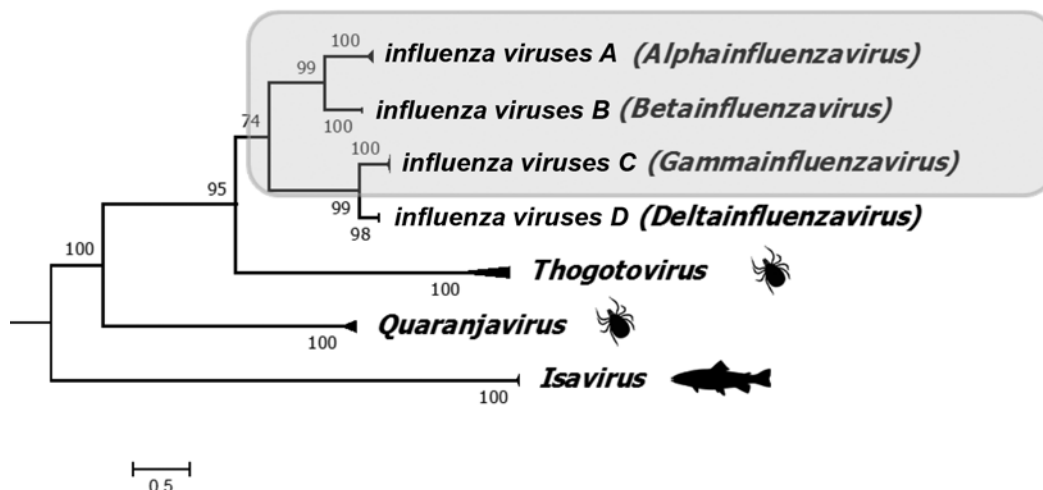 100
influenza viruses A (Alphainfluenzavirus)
99
100
influenza viruses B (Betainfluenzavirus)
74
100
influenza viruses C (Gammainfluenzavirus)
95
99
influenza viruses D (Deltainfluenzavirus)
98
100
Thogotovirus
100
Quaranjavirus
100
Isavirus
100
0.5